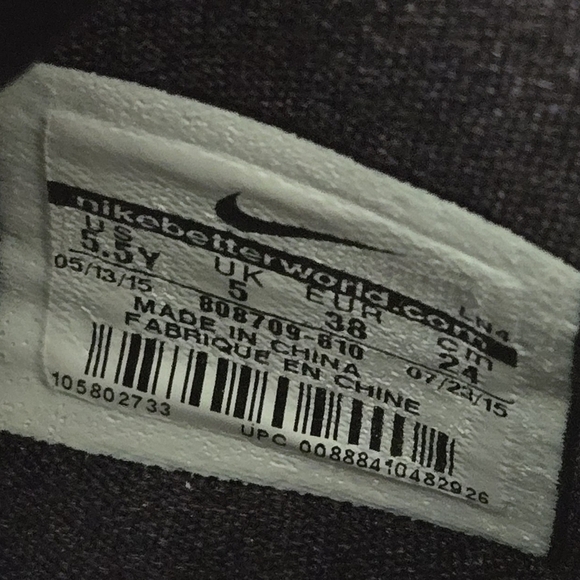 nikebetterworld.com
LN4
US UK EUR cm
5.5Y 5 38 24
05/13/15 808709-610 07/23/15
MADE IN CHINA
FABRIQUE EN CHINE
105802733
UPC 00888410482926